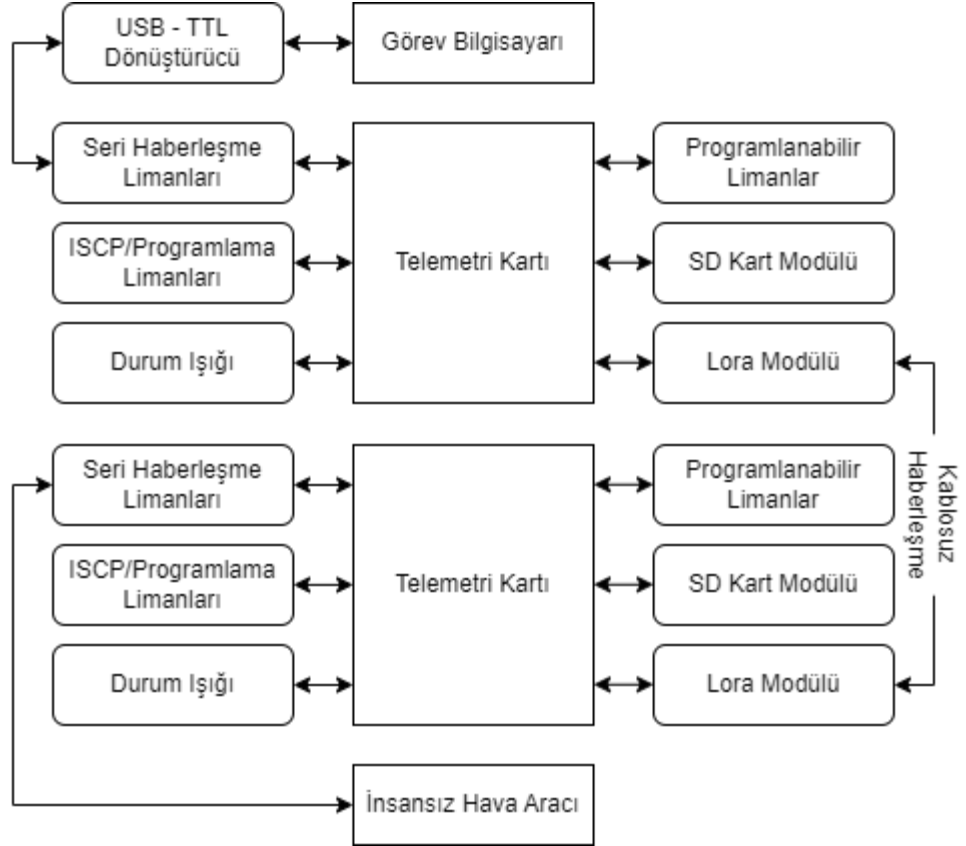 USB - TTL
Dönüştürücü
Görev Bilgisayarı
Seri Haberleşme
Limanları
Telemetri Kartı
Programlanabilir
Limanlar
ISCP/Programlama
Limanları
SD Kart Modülü
Durum Işığı
Lora Modülü
Kablosuz
Haberleşme
Seri Haberleşme
Limanları
Telemetri Kartı
Programlanabilir
Limanlar
ISCP/Programlama
Limanları
SD Kart Modülü
Durum Işığı
Lora Modülü
İnsansız Hava Aracı